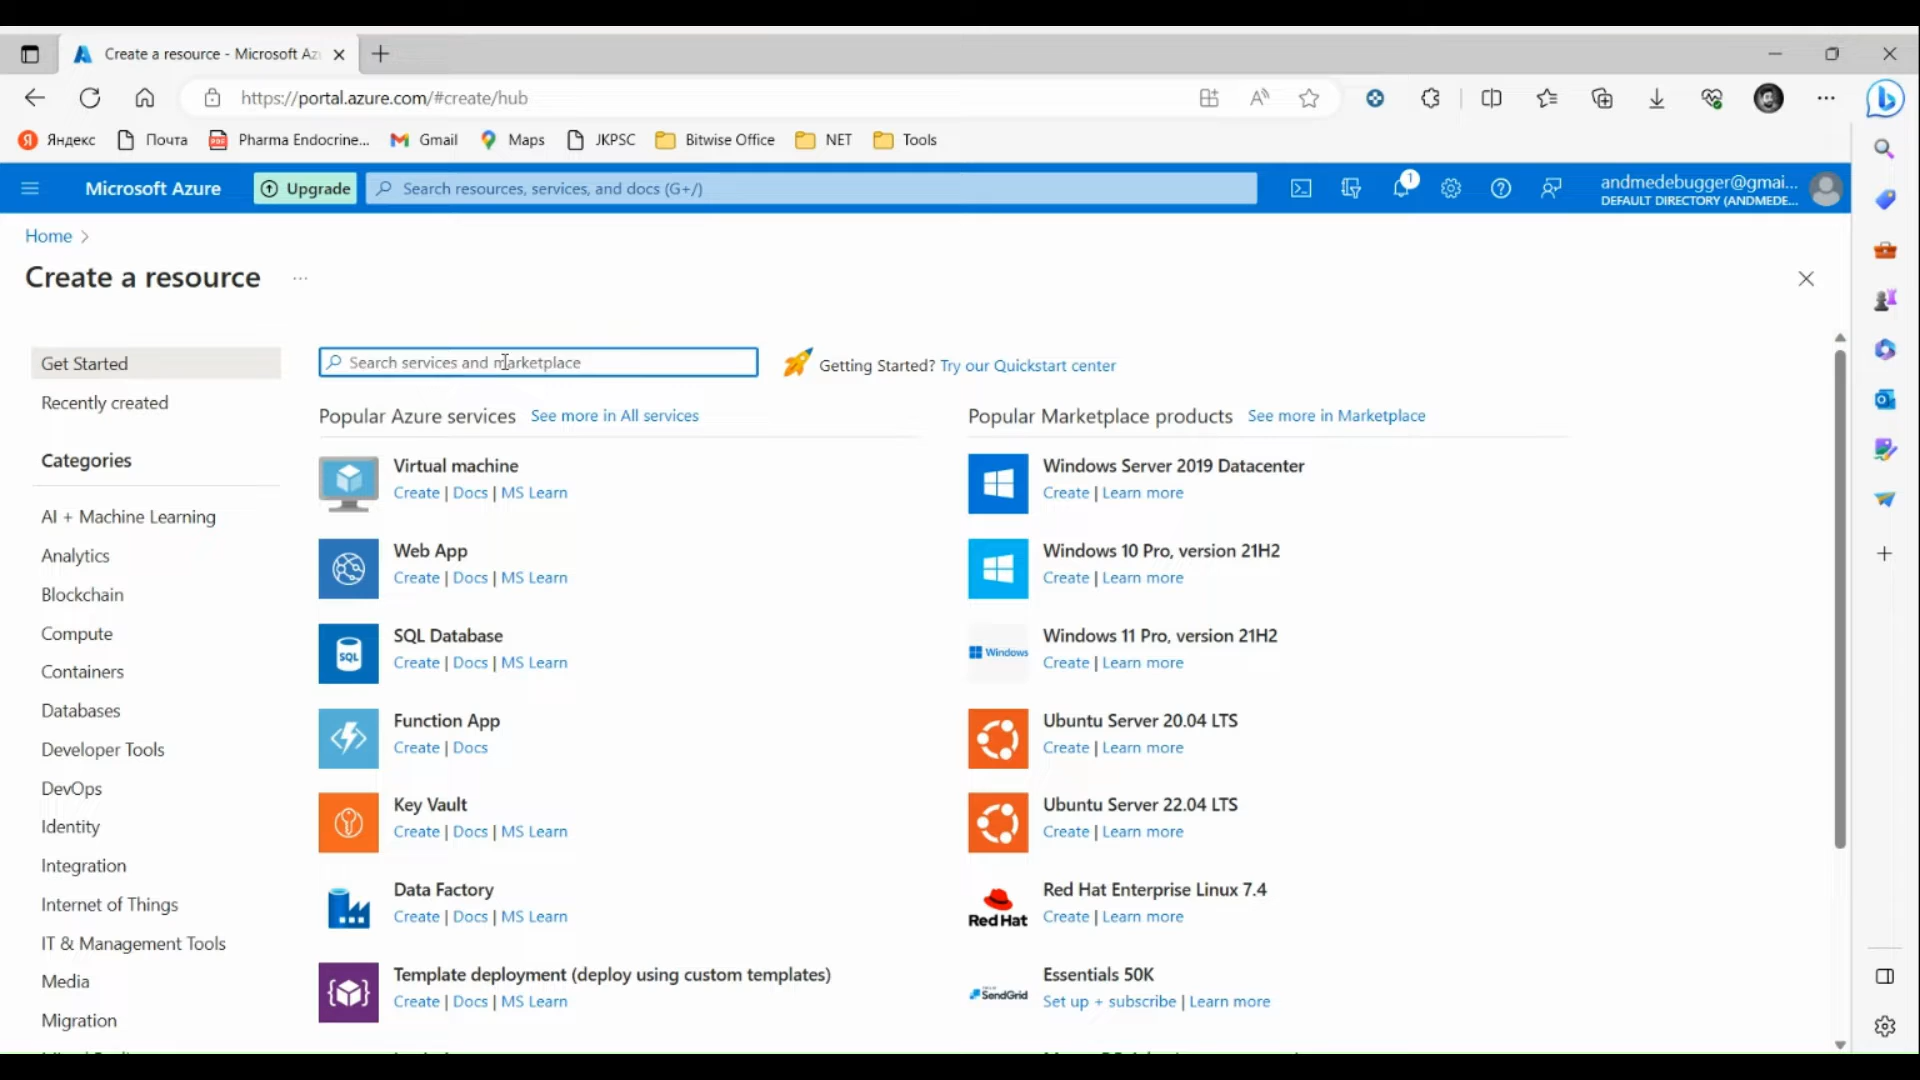 Create a resource - Microsoft Az
https://portal.azure.com/#create/hub
Яндекс Почта Pharma Endocrine... Gmail Maps JKPSC Bitwise Office NET Tools
Microsoft Azure Upgrade Search resources, services, and docs (G+/) 1 andmedebugger@gmai...
DEFAULT DIRECTORY (ANDMEDE...
Home >
Create a resource ...
Get Started
Recently created
Categories
AI + Machine Learning
Analytics
Blockchain
Compute
Containers
Databases
Developer Tools
DevOps
Identity
Integration
Internet of Things
IT & Management Tools
Media
Migration
Search services and marketplace
Getting Started? Try our Quickstart center
Popular Azure services See more in All services
Virtual machine
Create | Docs | MS Learn
Web App
Create | Docs | MS Learn
SQL
SQL Database
Create | Docs | MS Learn
Function App
Create | Docs
Key Vault
Create | Docs | MS Learn
Data Factory
Create | Docs | MS Learn
Template deployment (deploy using custom templates)
Create | Docs | MS Learn
Popular Marketplace products See more in Marketplace
Windows Server 2019 Datacenter
Create | Learn more
Windows 10 Pro, version 21H2
Create | Learn more
Windows
Windows 11 Pro, version 21H2
Create | Learn more
Ubuntu Server 20.04 LTS
Create | Learn more
Ubuntu Server 22.04 LTS
Create | Learn more
Red Hat
Red Hat Enterprise Linux 7.4
Create | Learn more
SendGrid
Essentials 50K
Set up + subscribe | Learn more